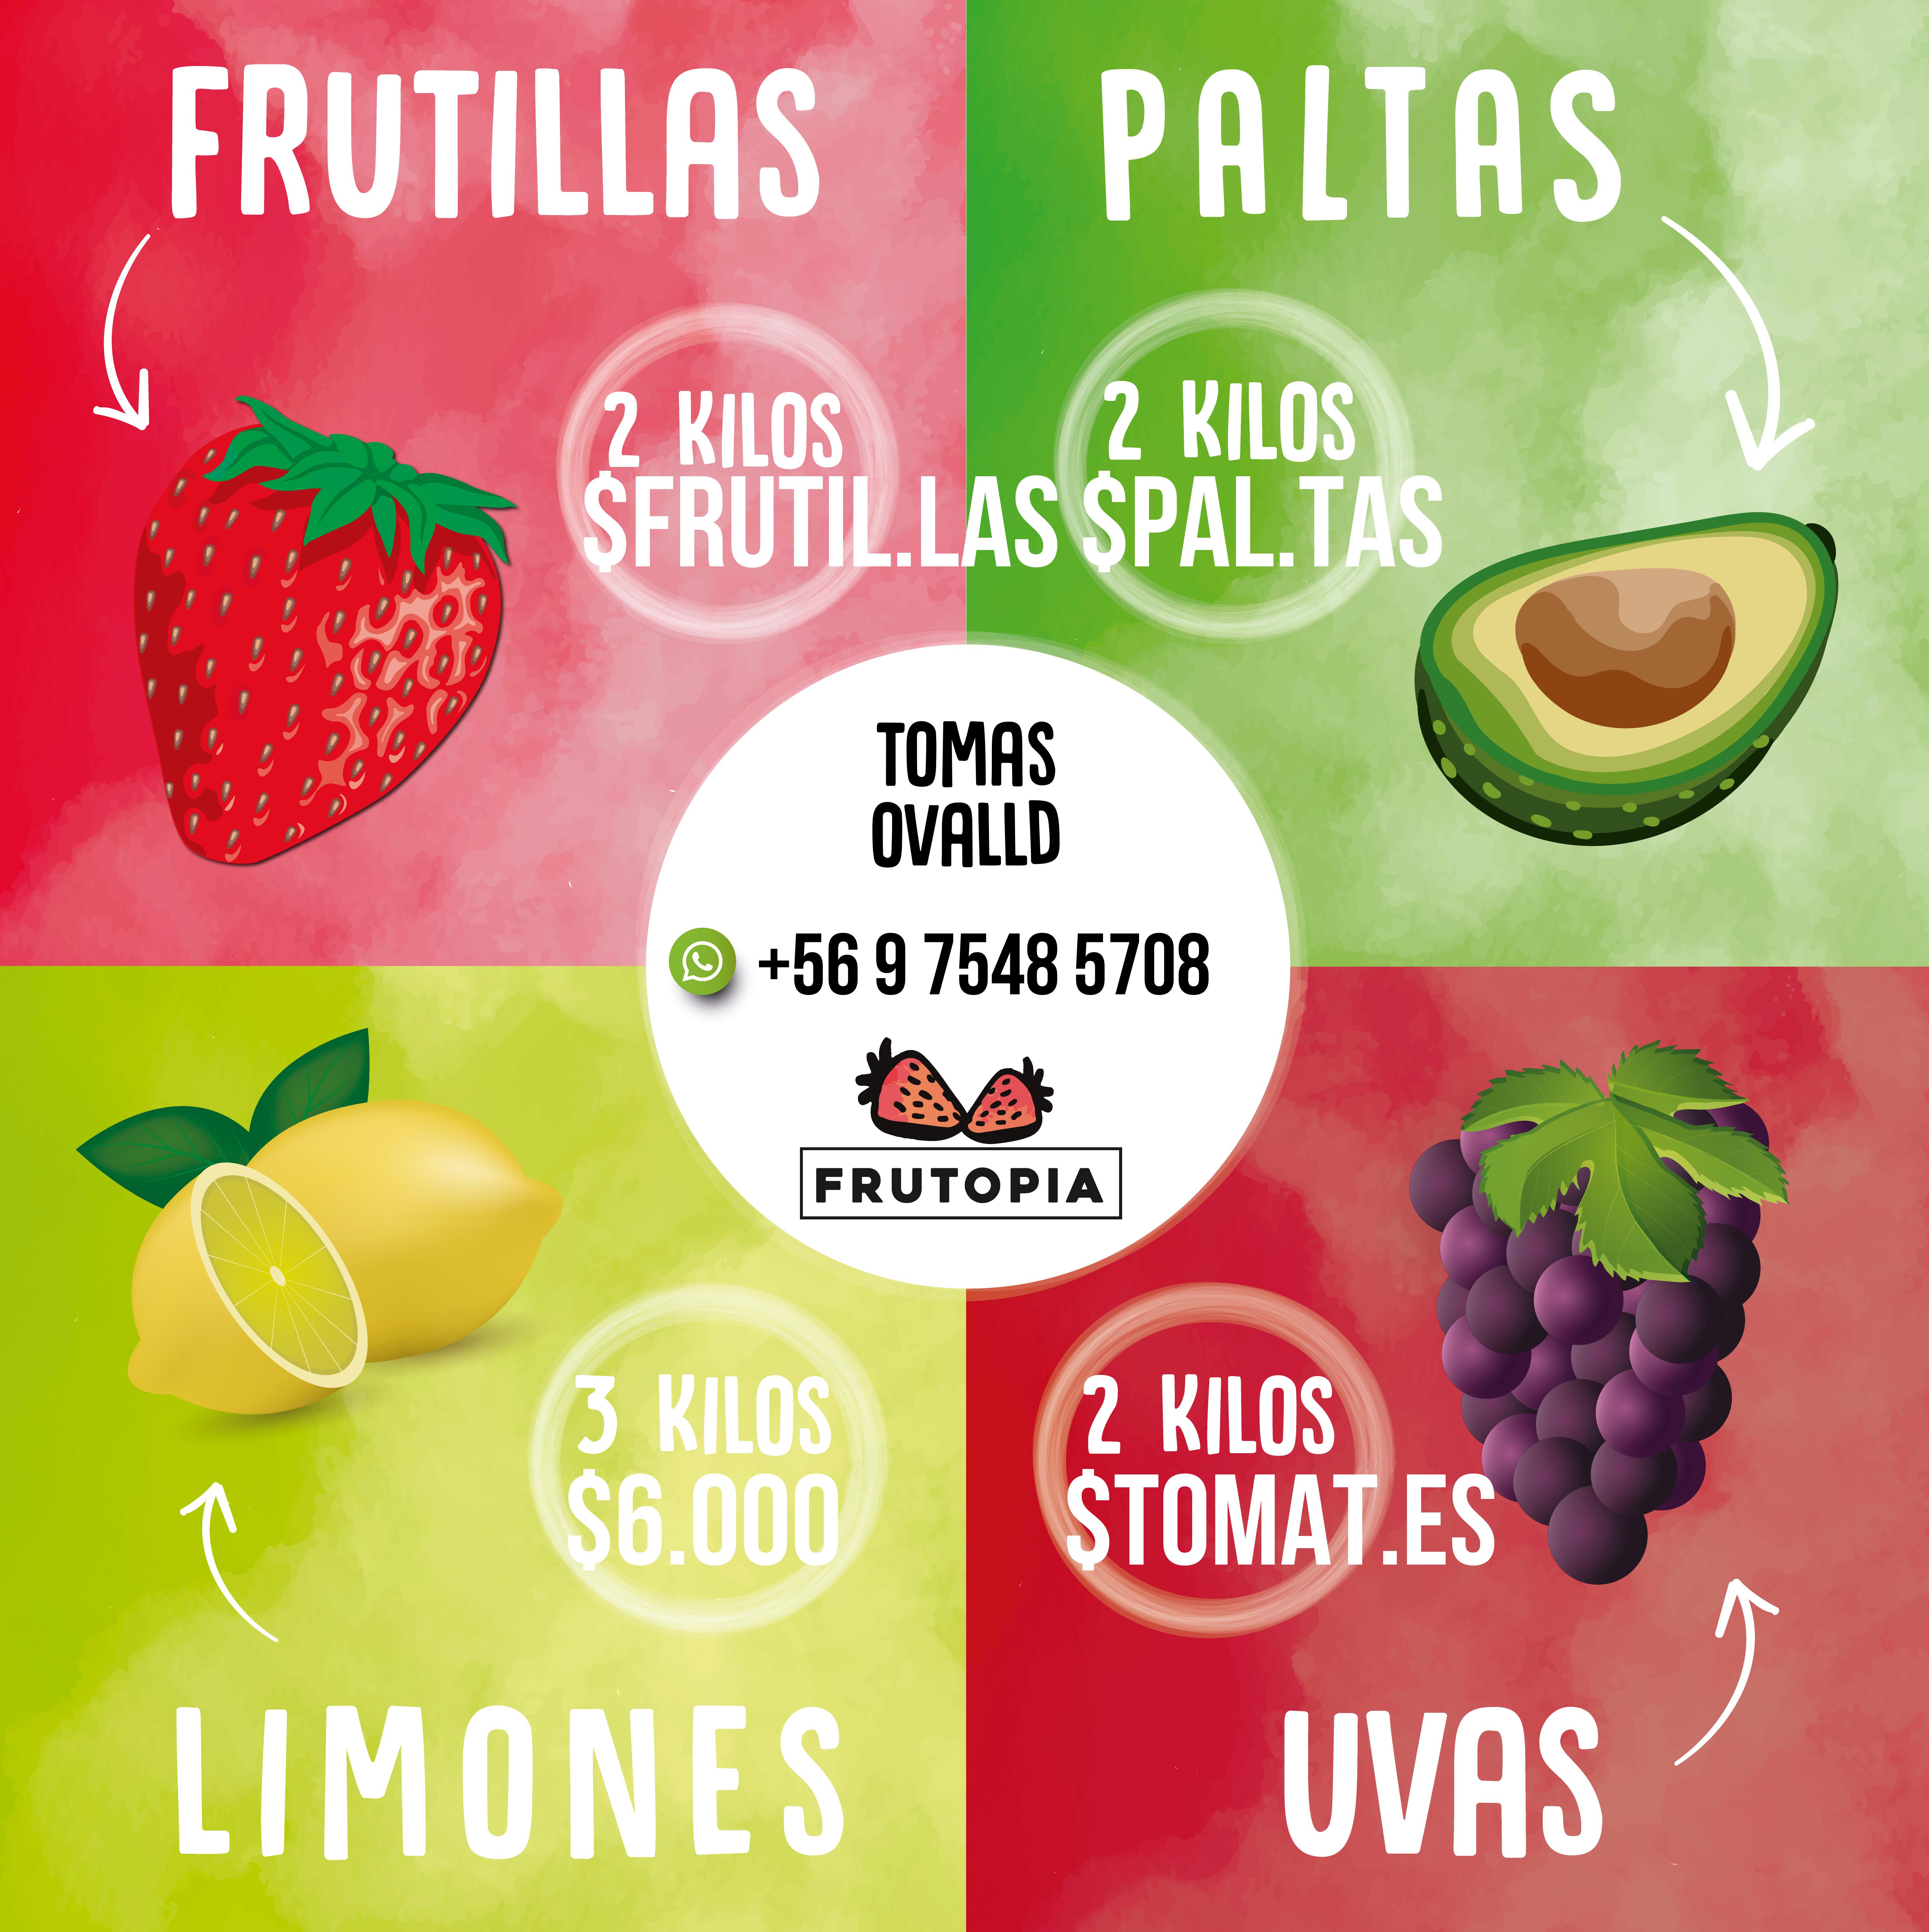 FRUTILLAS
2 KILOS
$FRUTIL.LAS
PALTAS
2 KILOS
$PAL.TAS
TOMAS
OVALLD
+56 9 7548 5708
FRUTOPIA
3 KILOS
$6.000
LIMONES
2 KILOS
$TOMAT.ES
UVAS